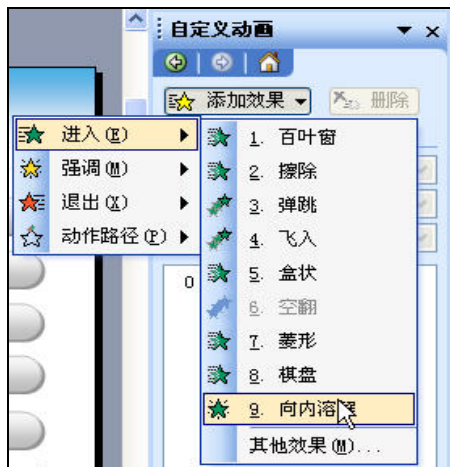 自定义动画
添加效果 删除
进入(E)
强调(M)
退出(X)
动作路径(P)
1. 百叶窗
2. 擦除
3. 弹跳
4. 飞入
5. 盒状
6. 空翻
7. 菱形
8. 棋盘
9. 向内溶解
其他效果(M)...
0